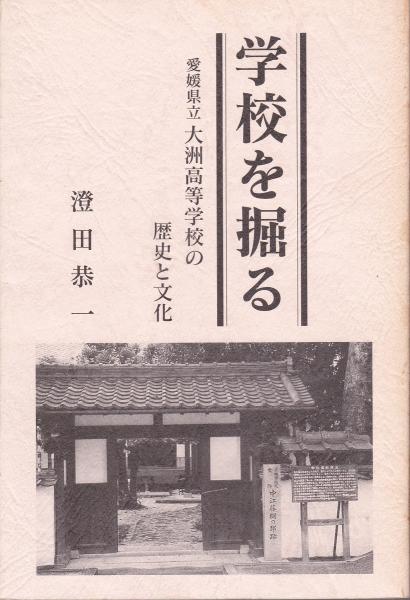 学校を掘る
愛媛県立 大洲高等学校の
歴史と文化
澄田恭一
中江藤樹の邸跡